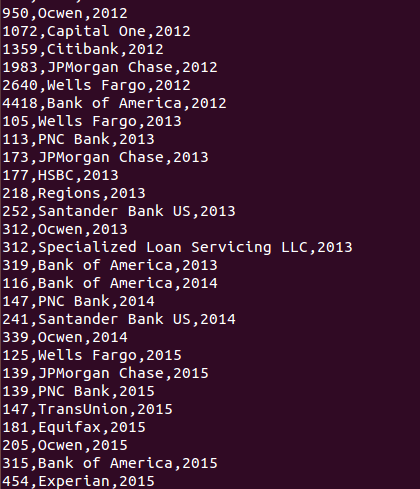 950,Ocwen,2012
1072,Capital One,2012
1359,Citibank,2012
1983,JPMorgan Chase,2012
2640,Wells Fargo,2012
4418,Bank of America,2012
105,Wells Fargo,2013
113,PNC Bank,2013
173,JPMorgan Chase,2013
177,HSBC,2013
218,Regions,2013
252,Santander Bank US,2013
312,Ocwen,2013
312,Specialized Loan Servicing LLC,2013
319,Bank of America,2013
116,Bank of America,2014
147,PNC Bank,2014
241,Santander Bank US,2014
339,Ocwen,2014
125,Wells Fargo,2015
139,JPMorgan Chase,2015
139,PNC Bank,2015
147,TransUnion,2015
181,Equifax,2015
205,Ocwen,2015
315,Bank of America,2015
454,Experian,2015